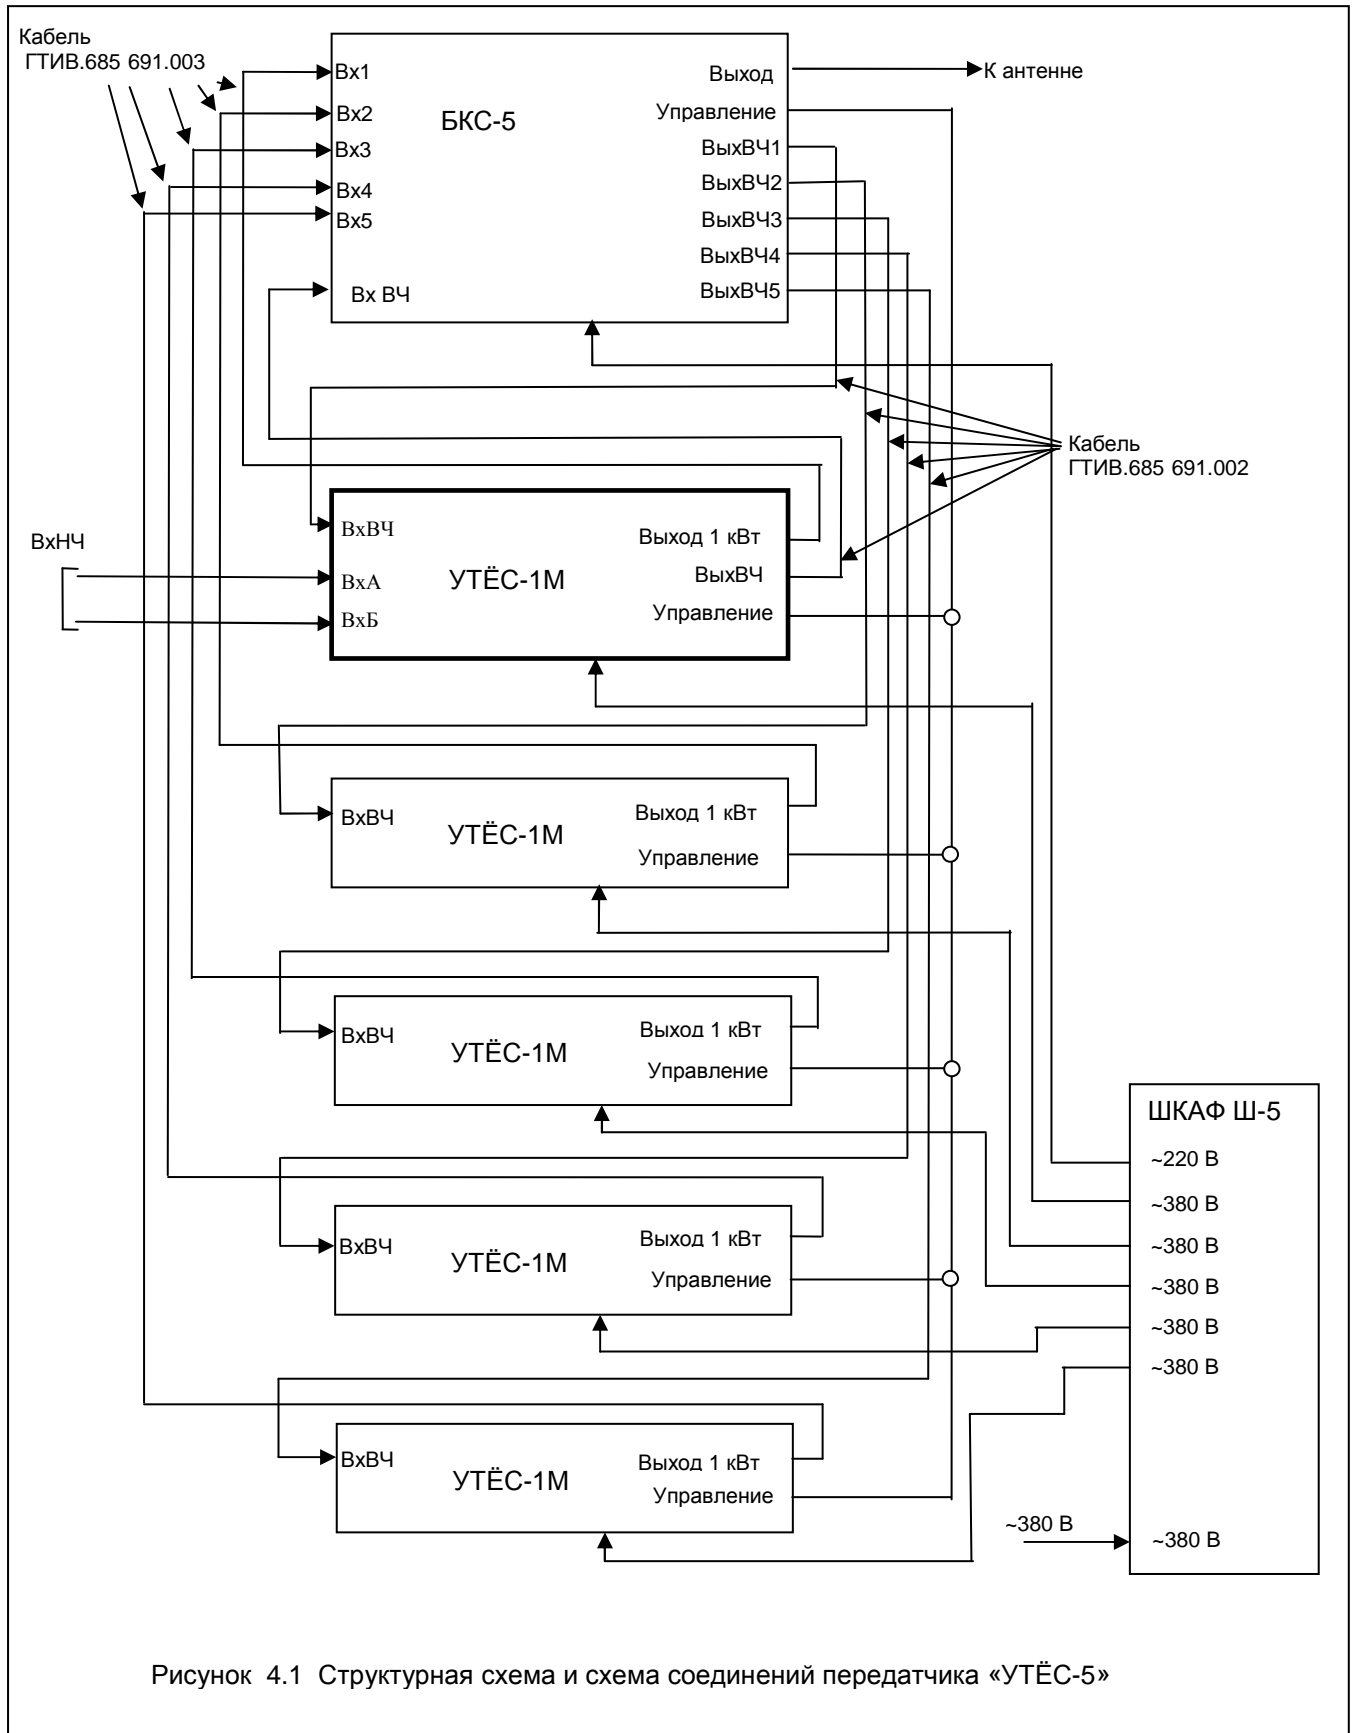 Кабель
ГТИВ.685 691.003
Вх1
Вх2
Вх3
Вх4
Вх5
Вх ВЧ
БКС-5
Выход
Управление
ВыхВЧ1
ВыхВЧ2
ВыхВЧ3
ВыхВЧ4
ВыхВЧ5
К антенне
Кабель
ГТИВ.685 691.002
ВхНЧ
ВхВЧ
ВхА
ВхБ
УТЁС-1М
Выход 1 кВт
ВыхВЧ
Управление
ВхВЧ
УТЁС-1М
Выход 1 кВт
Управление
ВхВЧ
УТЁС-1М
Выход 1 кВт
Управление
ВхВЧ
УТЁС-1М
Выход 1 кВт
Управление
ВхВЧ
УТЁС-1М
Выход 1 кВт
Управление
ШКАФ Ш-5
~220 В
~380 В
~380 В
~380 В
~380 В
~380 В
~380 В
~380 В
Рисунок 4.1 Структурная схема и схема соединений передатчика «УТЁС-5»